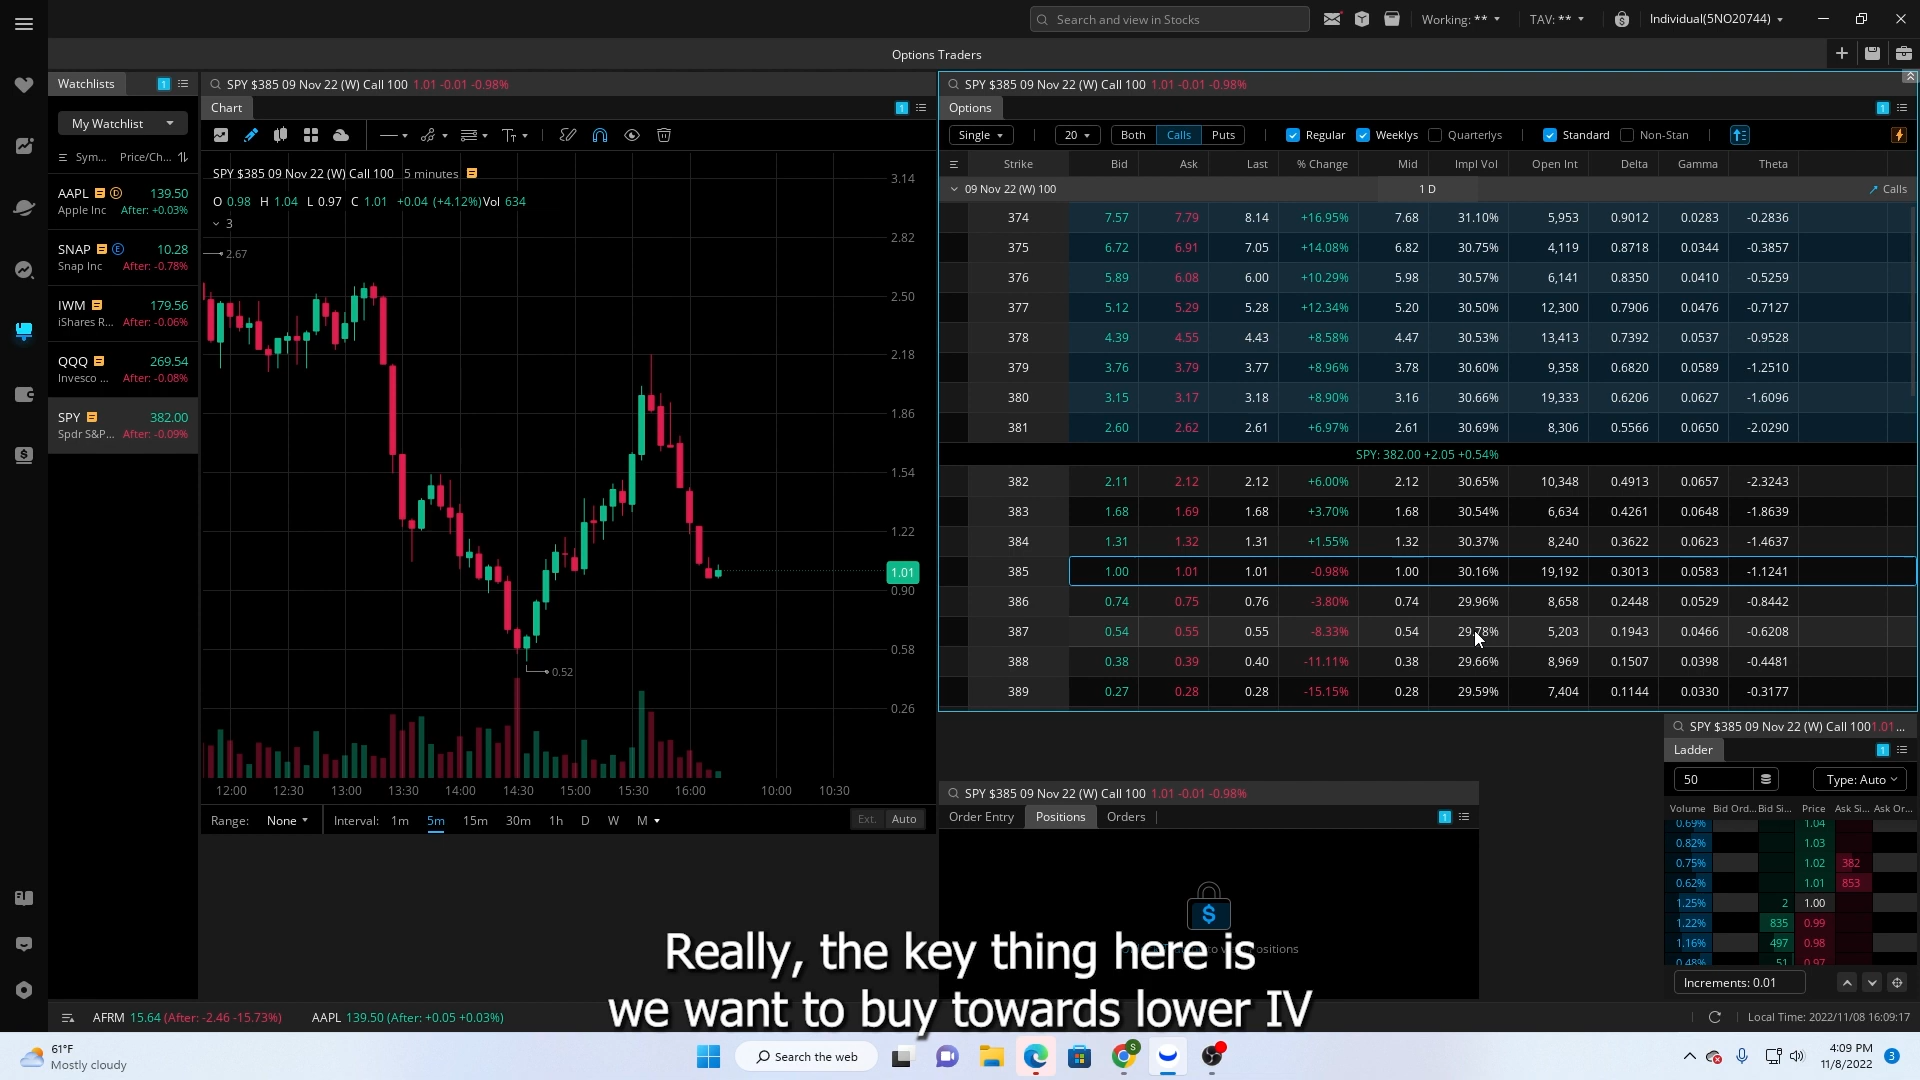 Search and view in Stocks
Working: **
TAV: **
Individual(5NO20744)
Options Traders
Watchlists
1
My Watchlist
Sym... Price/Ch...
AAPL D 139.50
Apple Inc After: +0.03%
SNAP E 10.28
Snap Inc After: -0.78%
IWM 179.56
iShares R... After: -0.06%
QQQ 269.54
Invesco ... After: -0.08%
SPY 382.00
Spdr S&P... After: -0.09%
SPY $385 09 Nov 22 (W) Call 100 1.01 -0.01 -0.98%
Chart
1
SPY $385 09 Nov 22 (W) Call 100 5 minutes
O 0.98 H 1.04 L 0.97 C 1.01 +0.04 (+4.12%) Vol 634
3
2.67
0.52
3.14
2.82
2.50
2.18
1.86
1.54
1.22
1.01
0.90
0.58
0.26
12:00 12:30 13:00 13:30 14:00 14:30 15:00 15:30 16:00 10:00 10:30
Range: None Interval: 1m 5m 15m 30m 1h D W M Ext. Auto
SPY $385 09 Nov 22 (W) Call 100 1.01 -0.01 -0.98%
Options
1
Single 20 Both Calls Puts Regular Weeklys Quarterlys Standard Non-Stan
Strike Bid Ask Last % Change Mid Impl Vol Open Int Delta Gamma Theta
09 Nov 22 (W) 100 1 D Calls
374 7.57 7.79 8.14 +16.95% 7.68 31.10% 5,953 0.9012 0.0283 -0.2836
375 6.72 6.91 7.05 +14.08% 6.82 30.75% 4,119 0.8718 0.0344 -0.3857
376 5.89 6.08 6.00 +10.29% 5.98 30.57% 6,141 0.8350 0.0410 -0.5259
377 5.12 5.29 5.28 +12.34% 5.20 30.50% 12,300 0.7906 0.0476 -0.7127
378 4.39 4.55 4.43 +8.58% 4.47 30.53% 13,413 0.7392 0.0537 -0.9528
379 3.76 3.79 3.77 +8.96% 3.78 30.60% 9,358 0.6820 0.0589 -1.2510
380 3.15 3.17 3.18 +8.90% 3.16 30.66% 19,333 0.6206 0.0627 -1.6096
381 2.60 2.62 2.61 +6.97% 2.61 30.69% 8,306 0.5566 0.0650 -2.0290
SPY: 382.00 +2.05 +0.54%
382 2.11 2.12 2.12 +6.00% 2.12 30.65% 10,348 0.4913 0.0657 -2.3243
383 1.68 1.69 1.68 +3.70% 1.68 30.54% 6,634 0.4261 0.0648 -1.8639
384 1.31 1.32 1.31 +1.55% 1.32 30.37% 8,240 0.3622 0.0623 -1.4637
385 1.00 1.01 1.01 -0.98% 1.00 30.16% 19,192 0.3013 0.0583 -1.1241
386 0.74 0.75 0.76 -3.80% 0.74 29.96% 8,658 0.2448 0.0529 -0.8442
387 0.54 0.55 0.55 -8.33% 0.54 29.78% 5,203 0.1943 0.0466 -0.6208
388 0.38 0.39 0.40 -11.11% 0.38 29.66% 8,969 0.1507 0.0398 -0.4481
389 0.27 0.28 0.28 -15.15% 0.28 29.59% 7,404 0.1144 0.0330 -0.3177
SPY $385 09 Nov 22 (W) Call 100 1.01 -0.01 -0.98%
Order Entry Positions Orders
1
ositions
SPY $385 09 Nov 22 (W) Call 100 1.01...
Ladder
1
50 Type: Auto
Volume Bid Ord... Bid Si... Price Ask Si... Ask Or...
0.69% 1.04
0.82% 1.03
0.75% 1.02 382
0.62% 1.01 853
1.25% 2 1.00
1.22% 835 0.99
1.16% 497 0.98
0.48% 51 0.97
Increments: 0.01
Really, the key thing here is
we want to buy towards lower IV
AFRM 15.64 (After: -2.46 -15.73%) AAPL 139.50 (After: +0.05 +0.03%)
Local Time: 2022/11/08 16:09:17
61°F
Mostly cloudy
Search the web
S
4:09 PM
11/8/2022
3